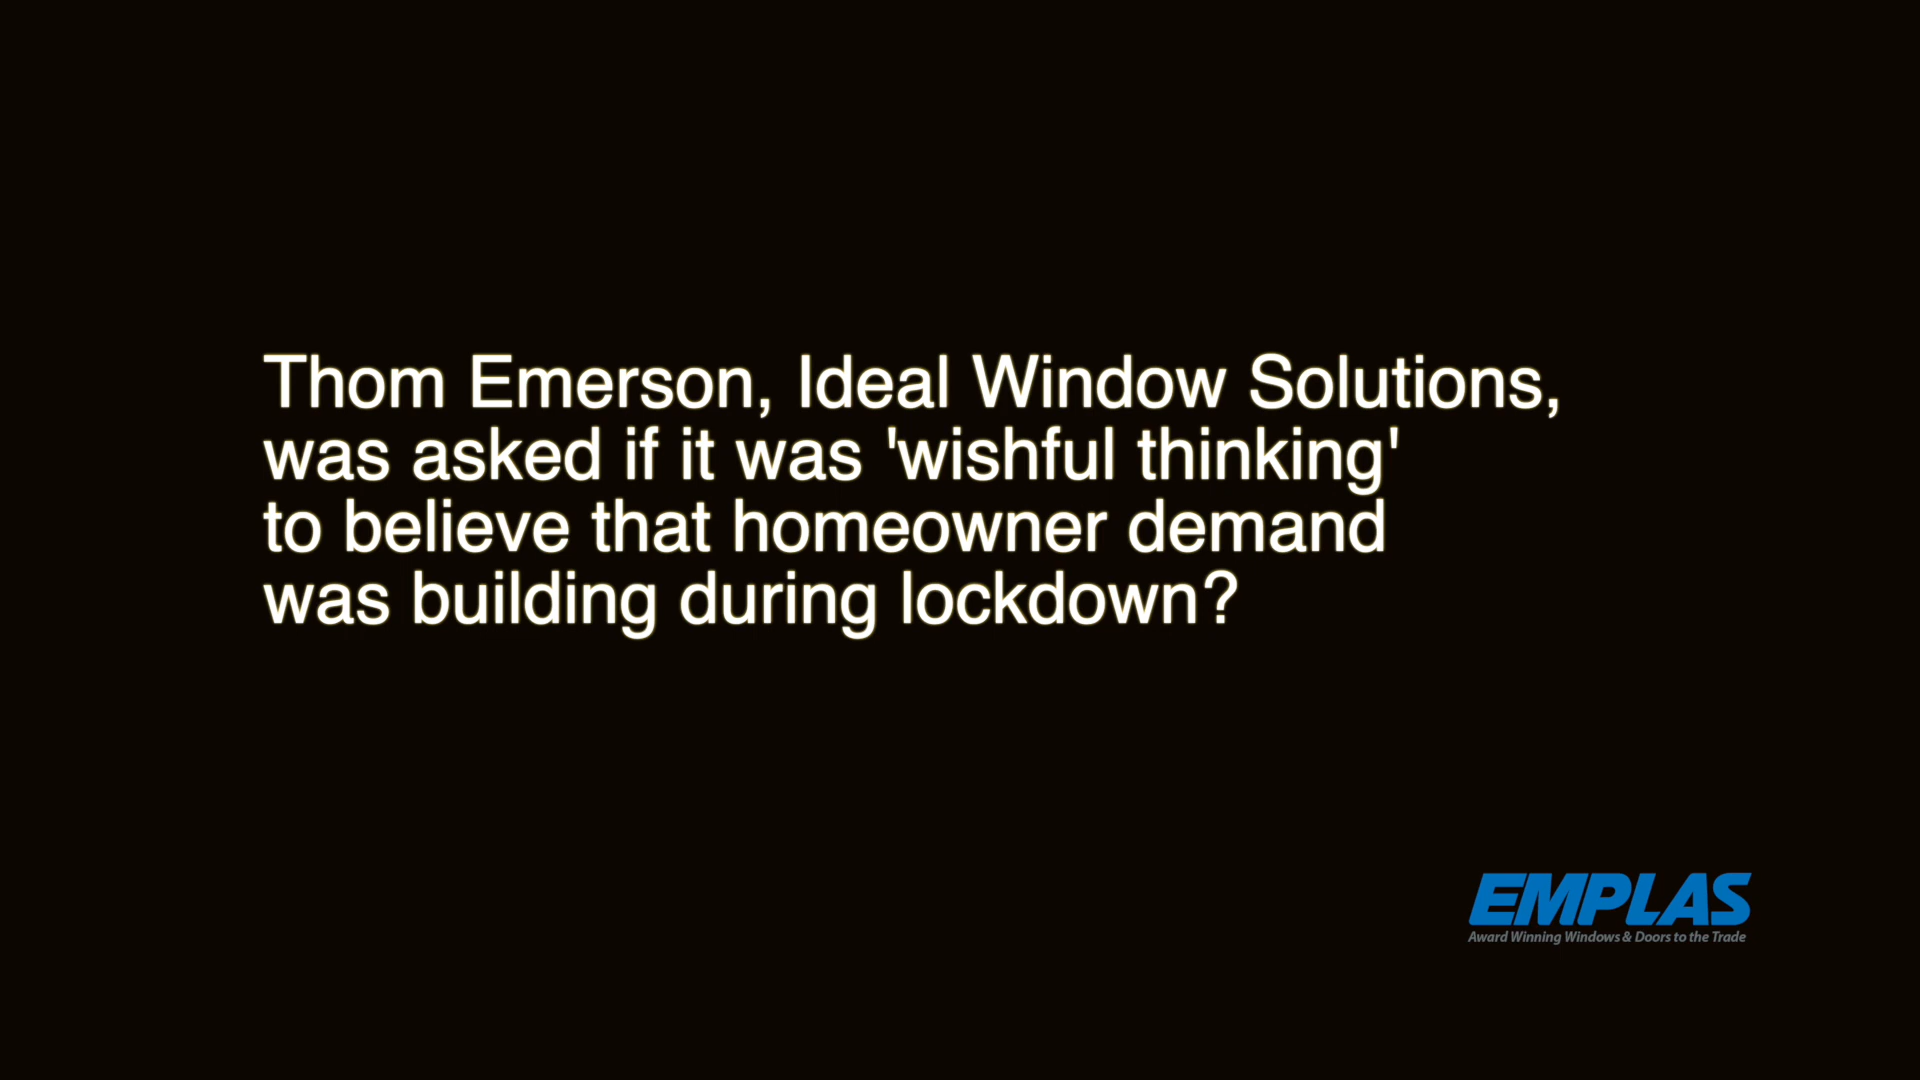 Thom Emerson, Ideal Window Solutions,
was asked if it was 'wishful thinking'
to believe that homeowner demand
was building during lockdown?
EMPLAS
Award Winning Windows & Doors to the Trade